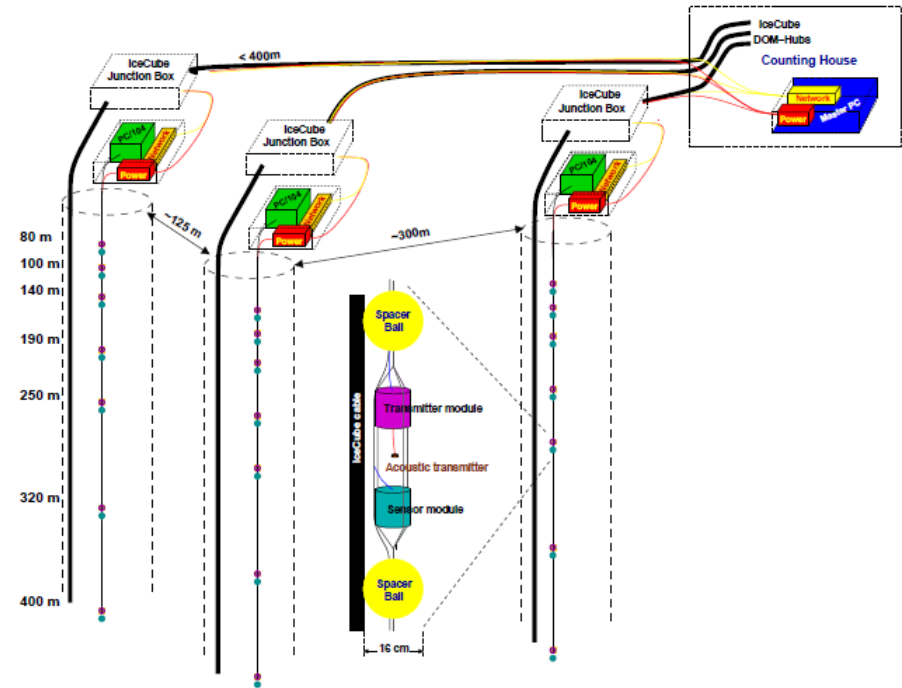 IceCube
DOM-Hubs
Counting House
Network
Power
Master PC
< 400m
IceCube
Junction Box
PC/104
Network
Power
IceCube
Junction Box
PC/104
Network
Power
IceCube
Junction Box
PC/104
Network
Power
~125 m
~300m
80 m
100 m
140 m
190 m
250 m
320 m
400 m
IceCube cable
Spacer
Ball
Transmitter module
Acoustic transmitter
Sensor module
Spacer
Ball
16 cm